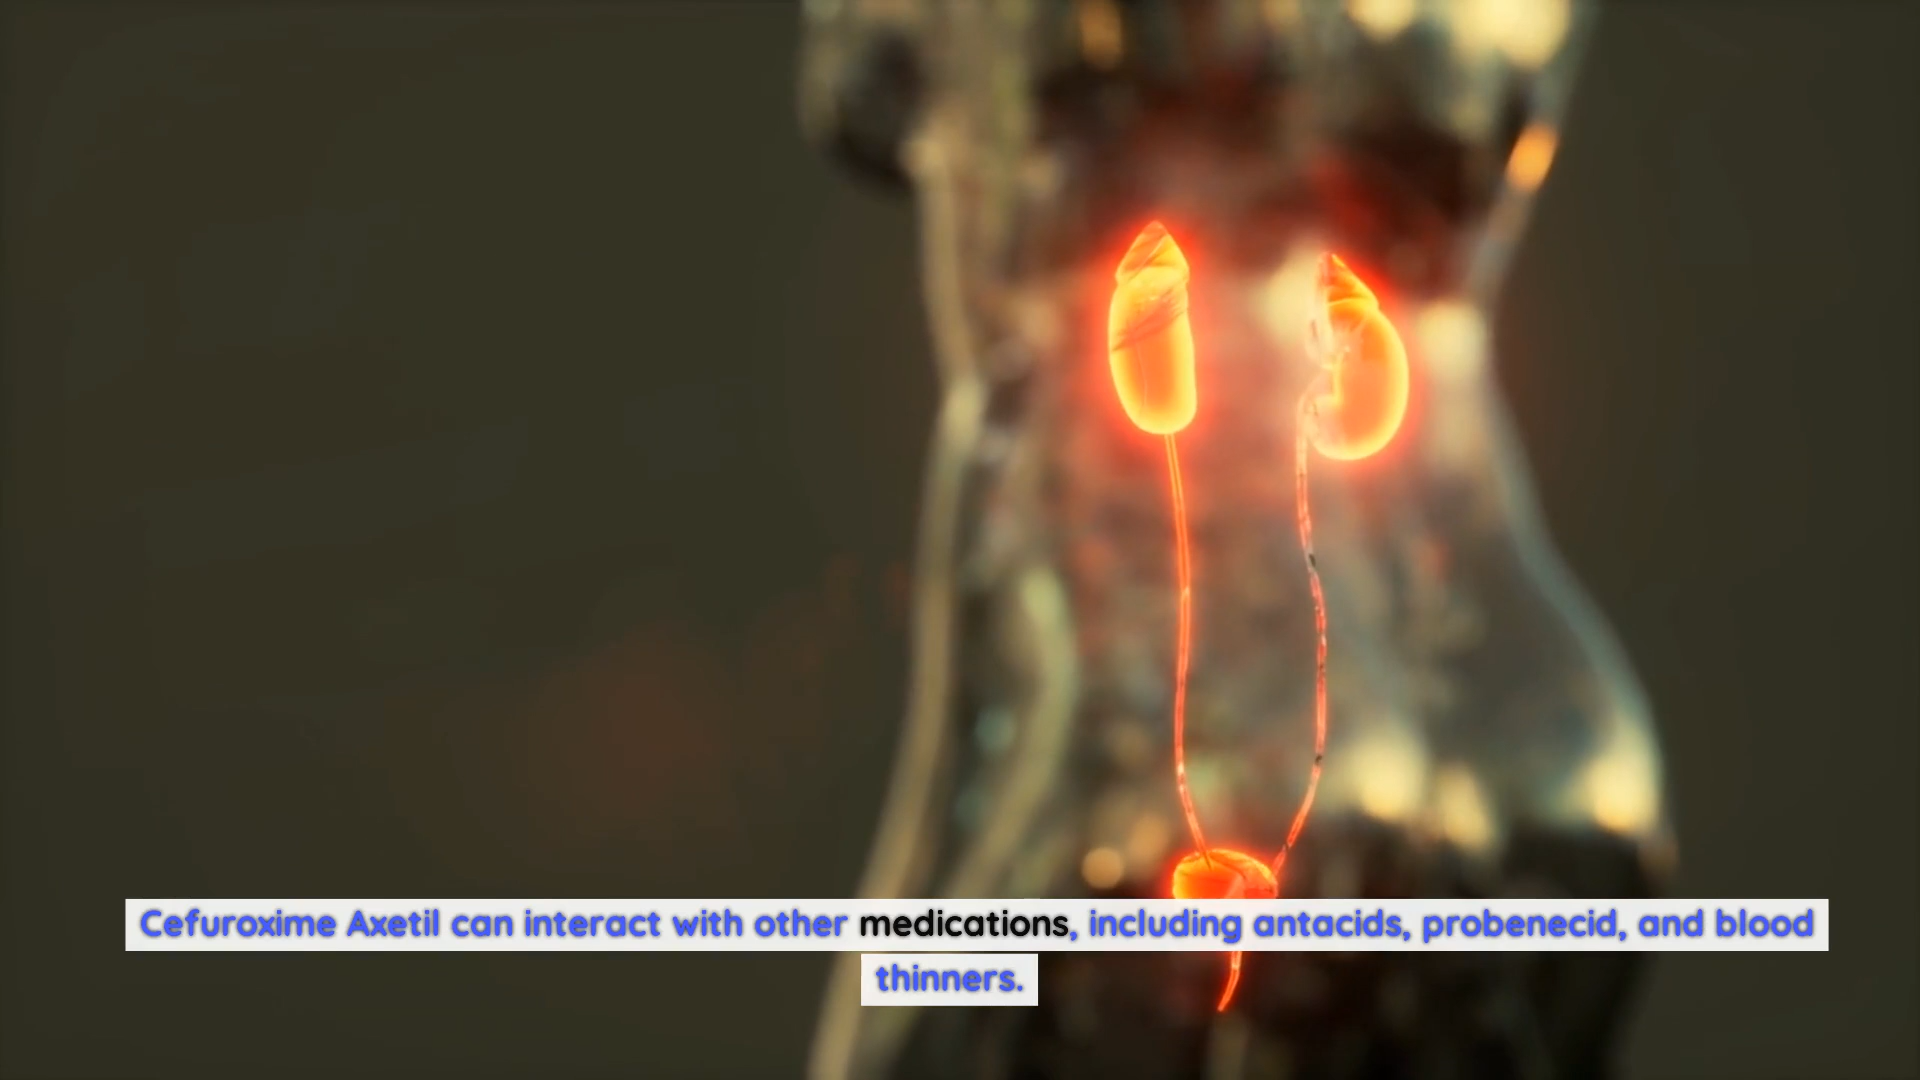 Cefuroxime Axetil can interact with other medications, including antacids, probenecid, and blood
thinners.